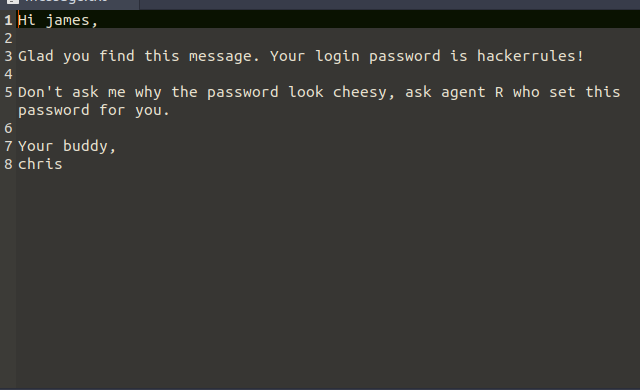 1 Hi james,
2
3 Glad you find this message. Your login password is hackerrules!
4
5 Don't ask me why the password look cheesy, ask agent R who set this
password for you.
6
7 Your buddy,
8 chris